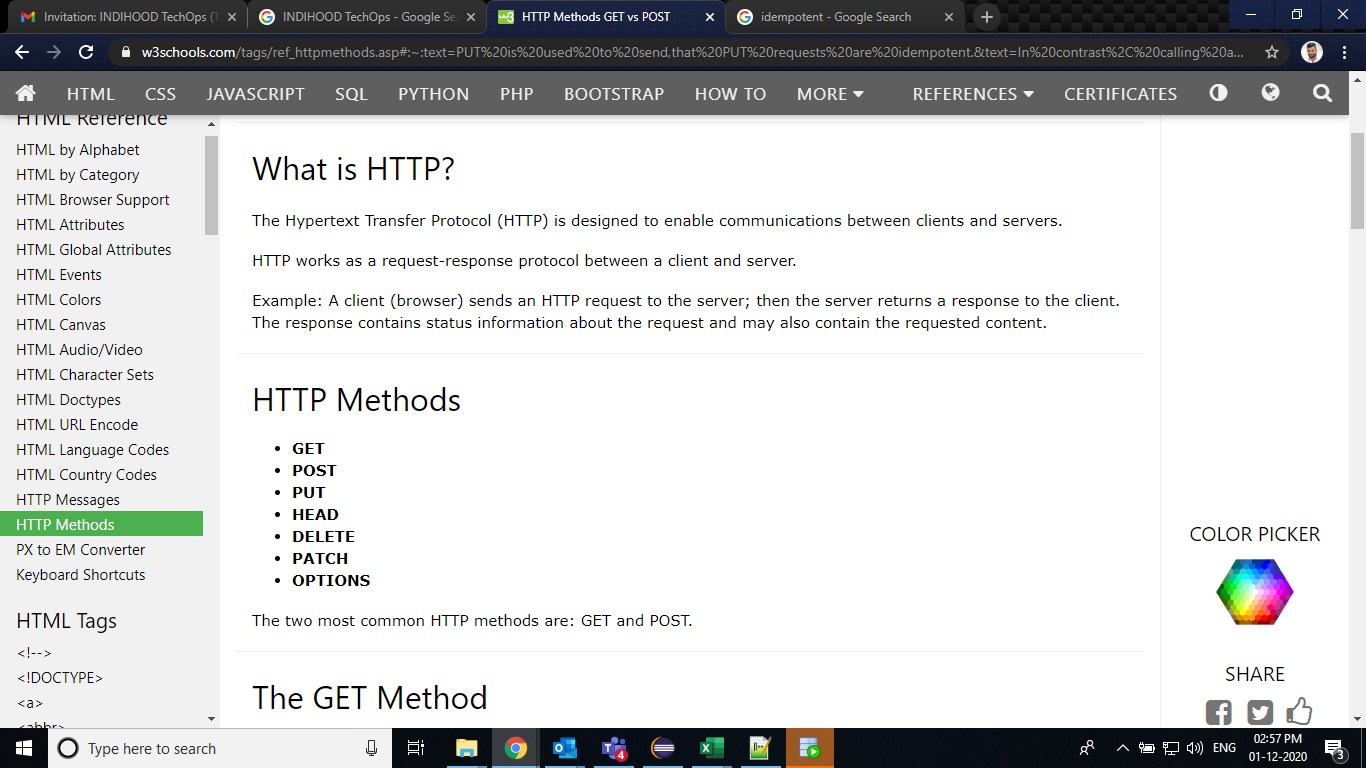 Invitation: INDIHOOD TechOps (T
INDIHOOD TechOps - Google Se
HTTP Methods GET vs POST
idempotent - Google Search
w3schools.com/tags/ref_httpmethods.asp#:~:text=PUT%20is%20used%20to%20send,that%20PUT%20requests%20are%20idempotent.&text=In%20contrast%2C%20calling%20a...
HTML CSS JAVASCRIPT SQL PYTHON PHP BOOTSTRAP HOW TO MORE REFERENCES CERTIFICATES
HTML Reference
HTML by Alphabet
HTML by Category
HTML Browser Support
HTML Attributes
HTML Global Attributes
HTML Events
HTML Colors
HTML Canvas
HTML Audio/Video
HTML Character Sets
HTML Doctypes
HTML URL Encode
HTML Language Codes
HTML Country Codes
HTTP Messages
HTTP Methods
PX to EM Converter
Keyboard Shortcuts
HTML Tags
<!-->
<!DOCTYPE>
<a>
<abbr>
What is HTTP?
The Hypertext Transfer Protocol (HTTP) is designed to enable communications between clients and servers.
HTTP works as a request-response protocol between a client and server.
Example: A client (browser) sends an HTTP request to the server; then the server returns a response to the client.
The response contains status information about the request and may also contain the requested content.
HTTP Methods
• GET
• POST
• PUT
• HEAD
• DELETE
• PATCH
• OPTIONS
The two most common HTTP methods are: GET and POST.
The GET Method
COLOR PICKER
SHARE
Type here to search
4
ENG
02:57 PM
01-12-2020
3